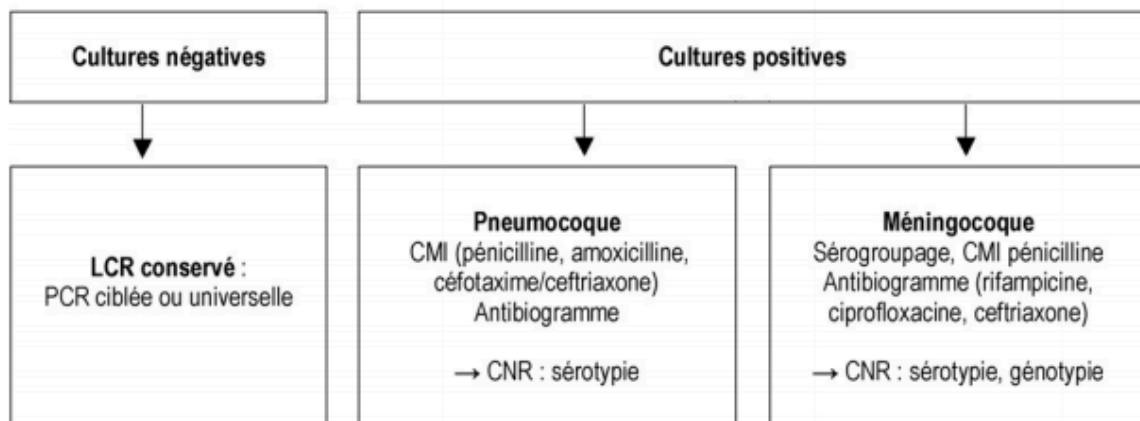 Cultures négatives
Cultures positives
LCR conservé :
PCR ciblée ou universelle
Pneumocoque
CMI (pénicilline, amoxicilline,
céfotaxime/ceftriaxone)
Antibiogramme
→ CNR : sérotypie
Méningocoque
Sérogroupage, CMI pénicilline
Antibiogramme (rifampicine,
ciprofloxacine, ceftriaxone)
→ CNR : sérotypie, génotypie